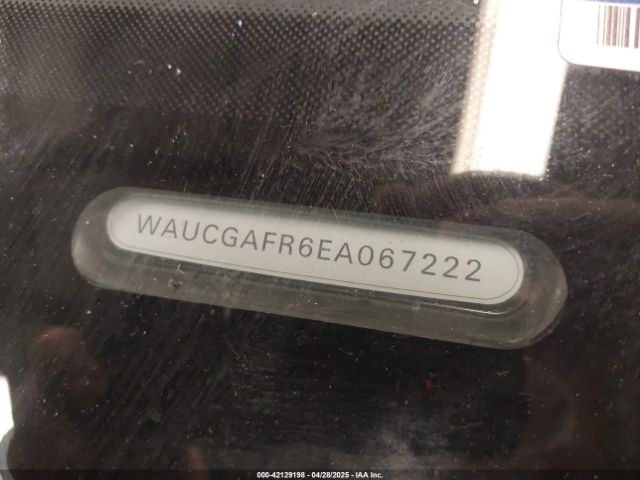 WAUCGAFR6EA067222
000-42129198 - 04/28/2025 - IAA Inc.